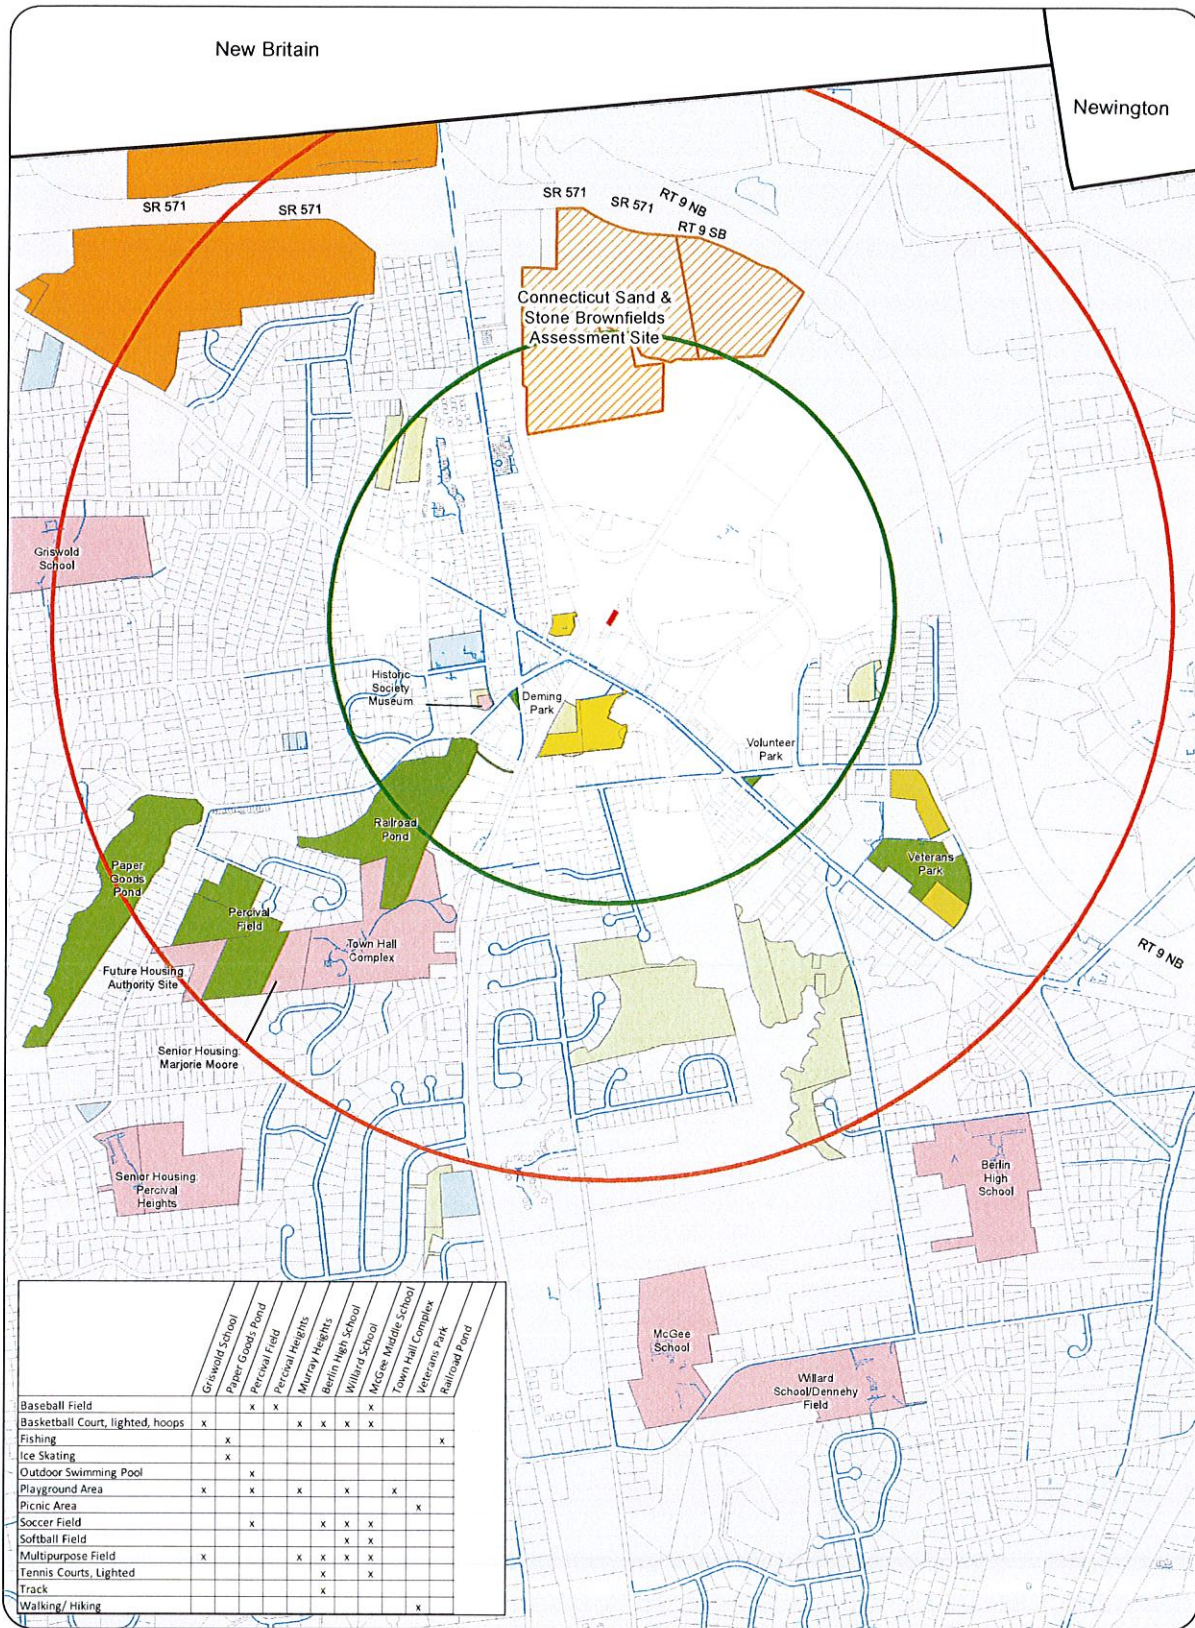 New Britain
Newington
SR 571
SR 571
SR 571
SR 571
RT 9 NB
RT 9 SB
Connecticut Sand &
Stone Brownfields
Assessment Site
Griswold
School
Historic
Society
Museum
Deming
Park
Volunteer
Park
Railroad
Pond
Paper
Goods
Pond
Veterans
Park
Percival
Field
Town Hall
Complex
Future Housing
Authority Site
RT 9 NB
Senior Housing:
Marjorie Moore
Senior Housing:
Percival
Heights
Berlin
High
School
McGee
School
Willard
School/Dennehy
Field
Griswold School
Paper Goods Pond
Percival Field
Percival Heights
Murray Heights
Berlin High School
Willard School
McGee Middle School
Town Hall Complex
Veterans Park
Railroad Pond
Baseball Field x x x
Basketball Court, lighted, hoops x x x x x
Fishing x x
Ice Skating x
Outdoor Swimming Pool x
Playground Area x x x x x
Picnic Area x
Soccer Field x x x x
Softball Field x x
Multipurpose Field x x x x x
Tennis Courts, Lighted x x
Track x
Walking/ Hiking x